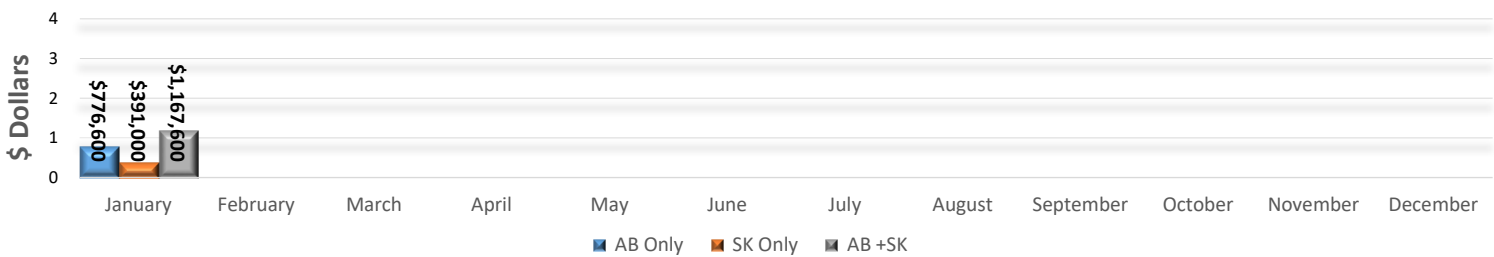 $ Dollars
4
3
2
1
0
$776,600
$391,000
$1,167,600
January February March April May June July August September October November December
AB Only SK Only AB +SK